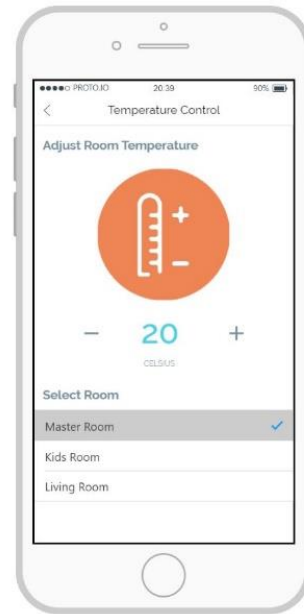 PROTO.IO 20:39 90%
Temperature Control
Adjust Room Temperature
+
−
− 20 +
CELSIUS
Select Room
Master Room
Kids Room
Living Room